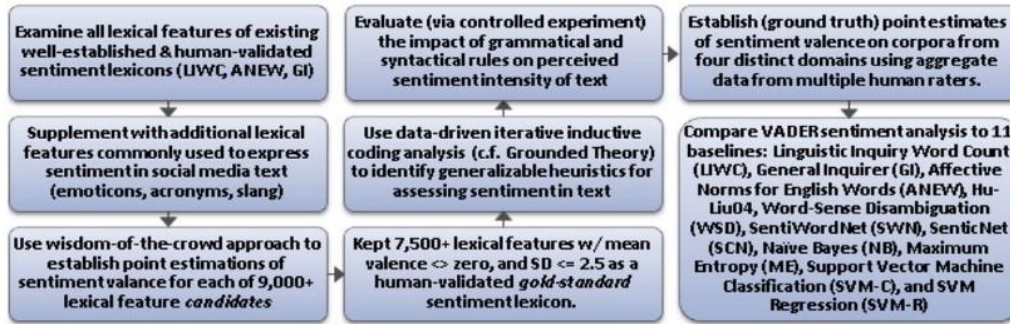 Examine all lexical features of existing
well-established & human-validated
sentiment lexicons (LIWC, ANEW, GI)
Supplement with additional lexical
features commonly used to express
sentiment in social media text
(emoticons, acronyms, slang)
Use wisdom-of-the-crowd approach to
establish point estimations of
sentiment valance for each of 9,000+
lexical feature candidates
Kept 7,500+ lexical features w/ mean
valence <> zero, and SD <= 2.5 as a
human-validated gold-standard
sentiment lexicon.
Use data-driven iterative inductive
coding analysis (c.f. Grounded Theory)
to identify generalizable heuristics for
assessing sentiment in text
Evaluate (via controlled experiment)
the impact of grammatical and
syntactical rules on perceived
sentiment intensity of text
Establish (ground truth) point estimates
of sentiment valence on corpora from
four distinct domains using aggregate
data from multiple human raters.
Compare VADER sentiment analysis to 11
baselines: Linguistic Inquiry Word Count
(LIWC), General Inquirer (GI), Affective
Norms for English Words (ANEW), Hu-
Liu04, Word-Sense Disambiguation
(WSD), SentiWordNet (SWN), SenticNet
(SCN), Naïve Bayes (NB), Maximum
Entropy (ME), Support Vector Machine
Classification (SVM-C), and SVM
Regression (SVM-R)